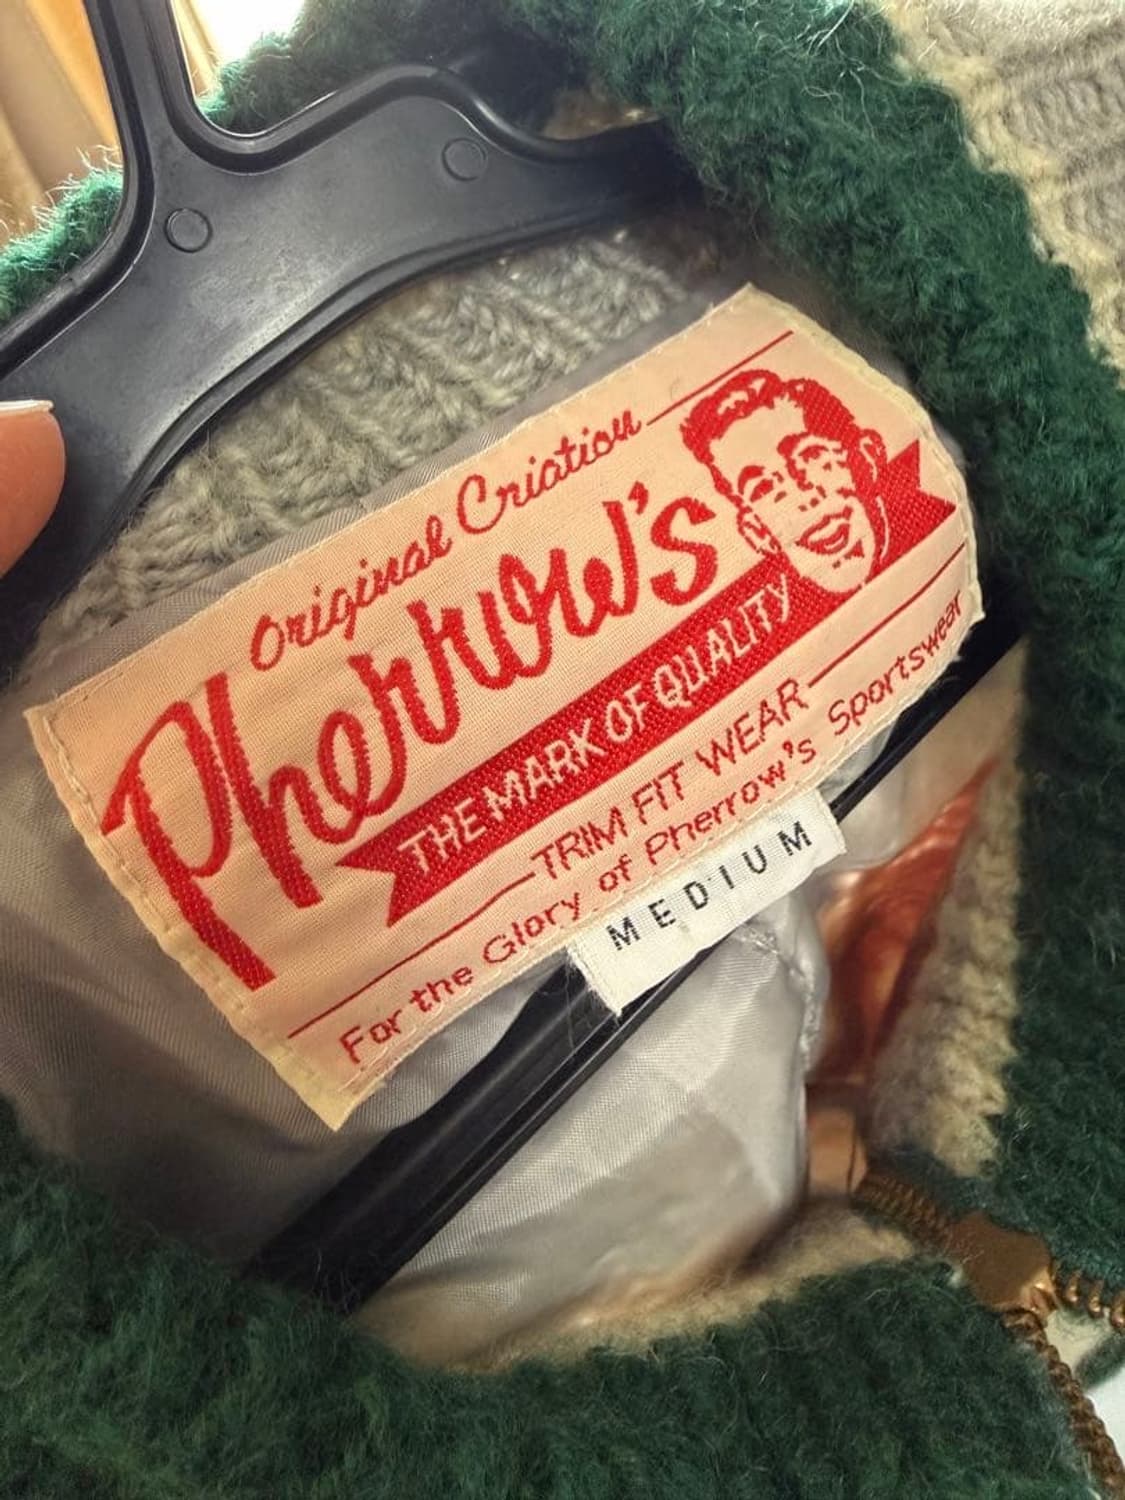 Original Criation
Pherrow's
THE MARK OF QUALITY
TRIM FIT WEAR
For the Glory of Pherrow's Sportswear
MEDIUM